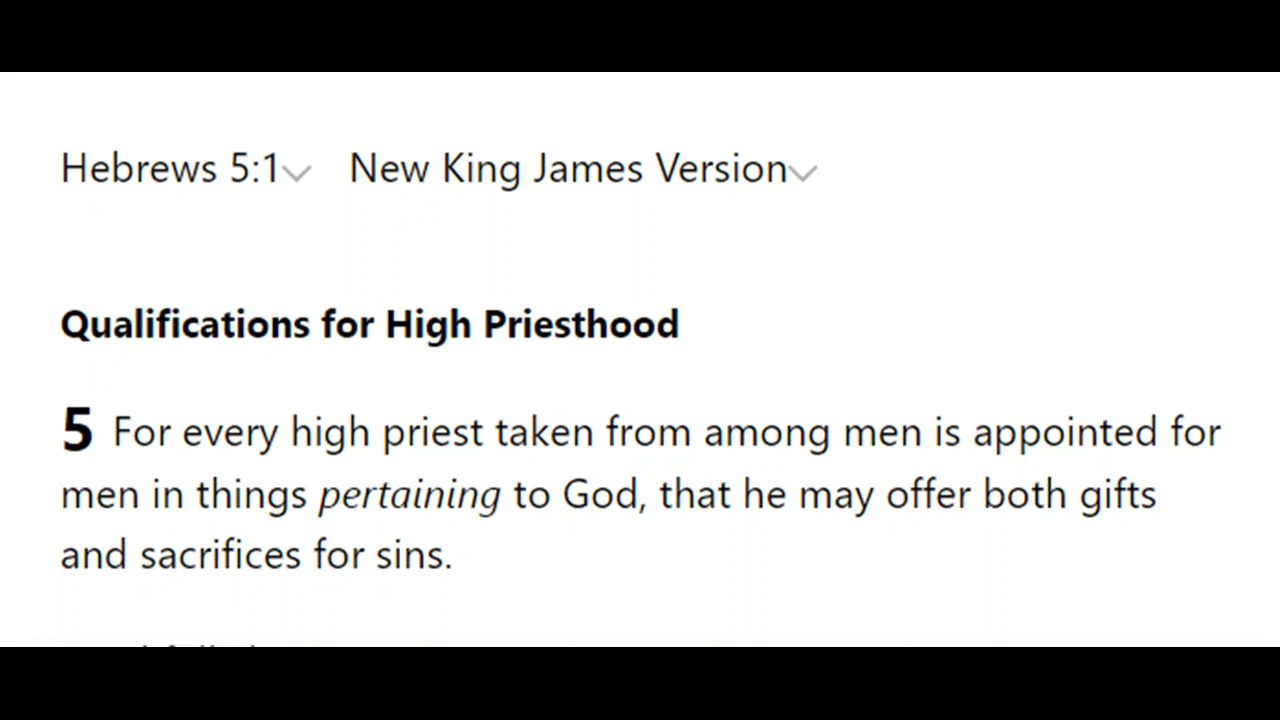 Hebrews 5:1 New King James Version
Qualifications for High Priesthood
5 For every high priest taken from among men is appointed for
men in things pertaining to God, that he may offer both gifts
and sacrifices for sins.